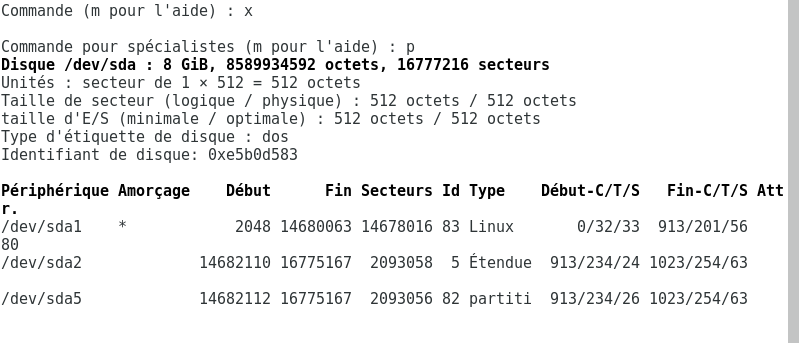 Commande (m pour l'aide) : x
Commande pour spécialistes (m pour l'aide) : p
Disque /dev/sda : 8 GiB, 8589934592 octets, 16777216 secteurs
Unités : secteur de 1 × 512 = 512 octets
Taille de secteur (logique / physique) : 512 octets / 512 octets
taille d'E/S (minimale / optimale) : 512 octets / 512 octets
Type d'étiquette de disque : dos
Identifiant de disque: 0xe5b0d583
Périphérique Amorçage    Début      Fin Secteurs Id Type    Début-C/T/S   Fin-C/T/S Att
r.
/dev/sda1    *            2048 14680063 14678016 83 Linux       0/32/33  913/201/56
80
/dev/sda2             14682110 16775167  2093058  5 Étendue  913/234/24 1023/254/63
/dev/sda5             14682112 16775167  2093056 82 partiti  913/234/26 1023/254/63